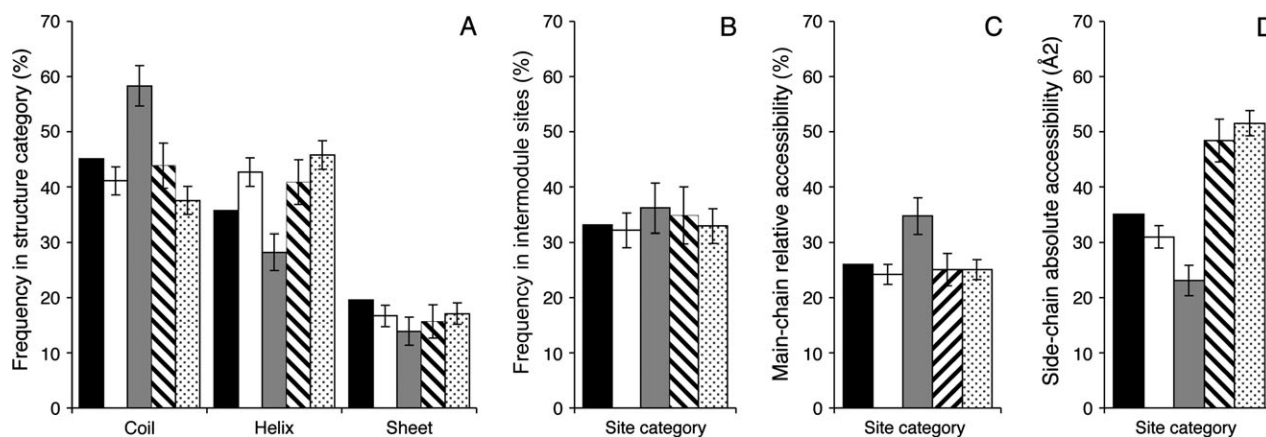 A
Frequency in structure category (%)
70
60
50
40
30
20
10
0
Coil Helix Sheet
B
Frequency in intermodule sites (%)
70
60
50
40
30
20
10
0
Site category
C
Main-chain relative accessibility (%)
70
60
50
40
30
20
10
0
Site category
D
Side-chain absolute accessibility (Å2)
70
60
50
40
30
20
10
0
Site category